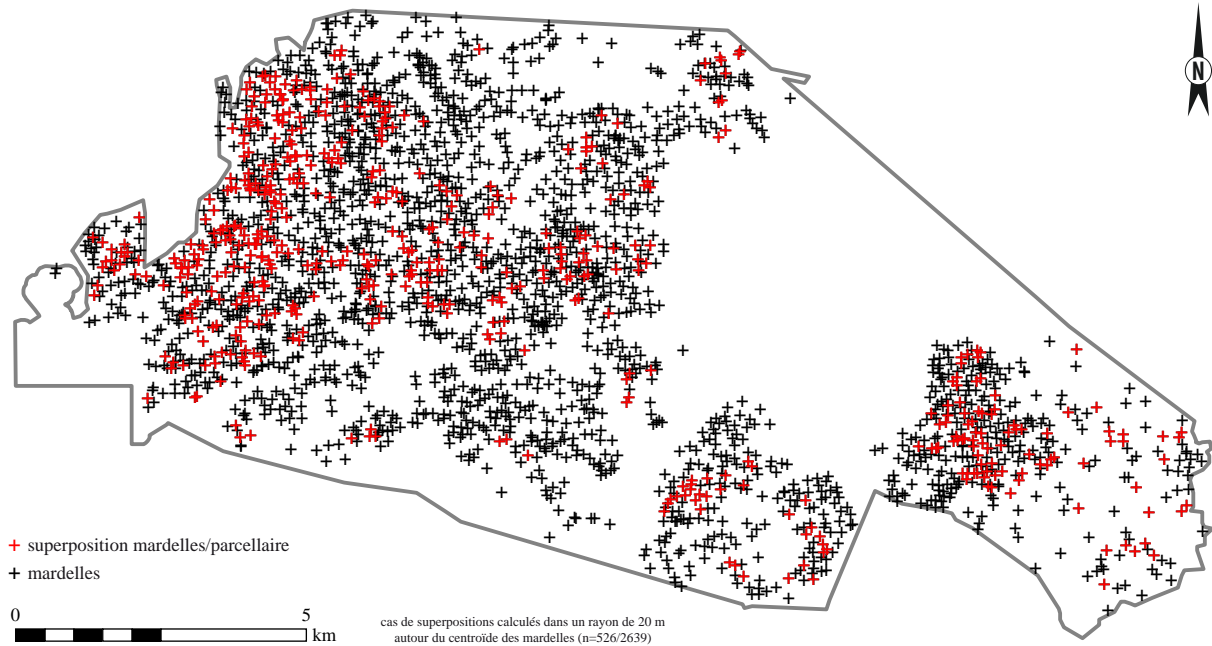 N
superposition mardelles/parcellaire
mardelles
0 5
km
cas de superpositions calculés dans un rayon de 20 m
autour du centroïde des mardelles (n=526/2639)